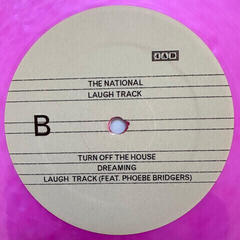 4AD
THE NATIONAL
LAUGH TRACK
B
TURN OFF THE HOUSE
DREAMING
LAUGH TRACK (FEAT. PHOEBE BRIDGERS)